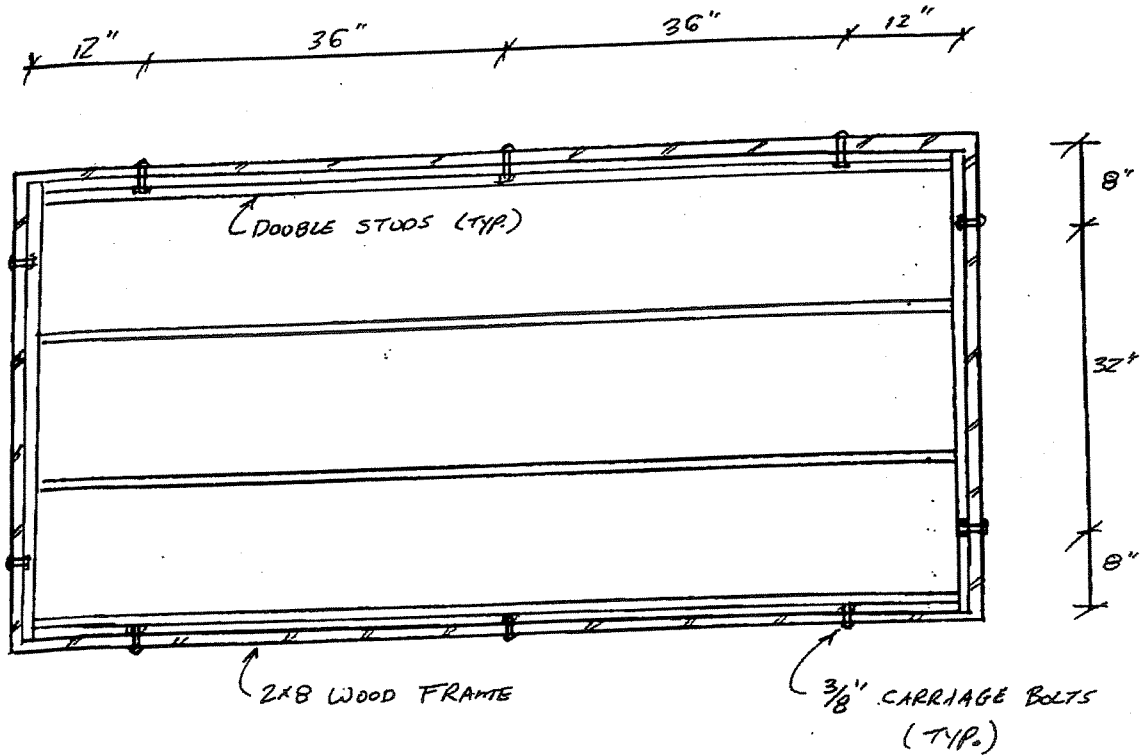 12" 36" 36" 12"
8"
DOUBLE STUDS (TYP.)
32"
8"
2x8 WOOD FRAME
3/8" CARRIAGE BOLTS
(TYP.)